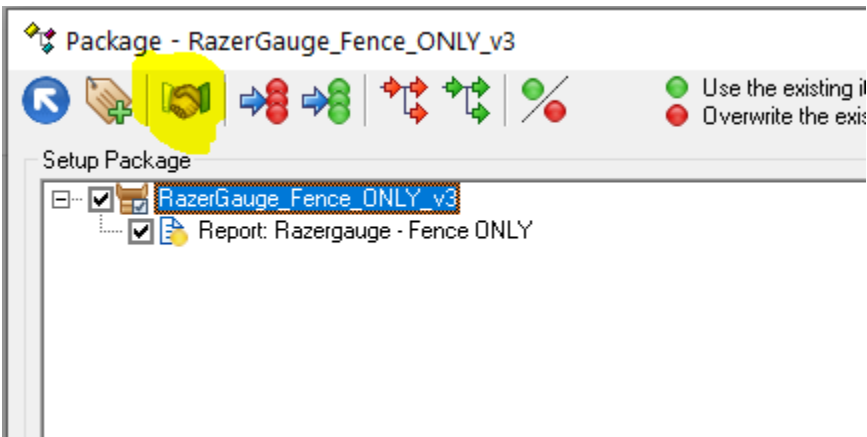 Package - RazerGauge_Fence_ONLY_v3
Use the existing it
Overwrite the exis
Setup Package
RazerGauge_Fence_ONLY_v3
Report: Razergauge - Fence ONLY